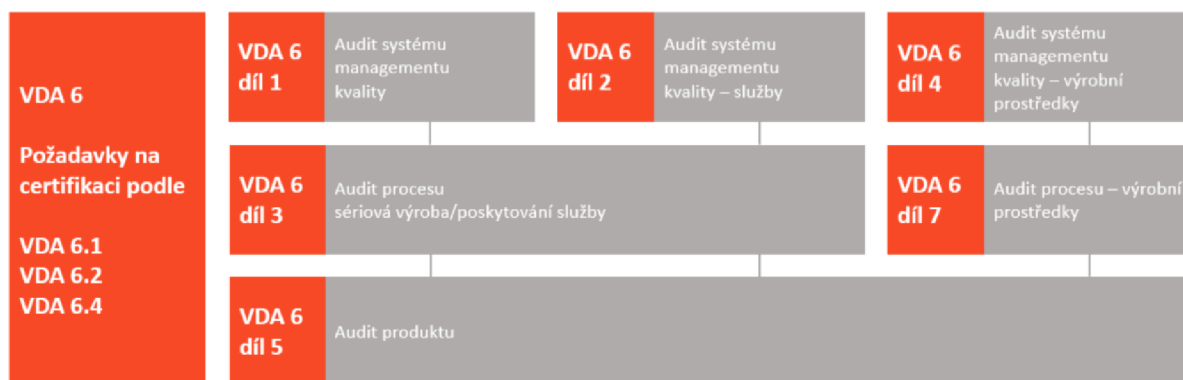 VDA 6
Požadavky na
certifikaci podle
VDA 6.1
VDA 6.2
VDA 6.4
VDA 6
díl 1
Audit systému
managementu
kvality
VDA 6
díl 2
Audit systému
managementu
kvality – služby
VDA 6
díl 4
Audit systému
managementu
kvality – výrobní
prostředky
VDA 6
díl 3
Audit procesu
sériová výroba/poskytování služby
VDA 6
díl 7
Audit procesu – výrobní
prostředky
VDA 6
díl 5
Audit produktu